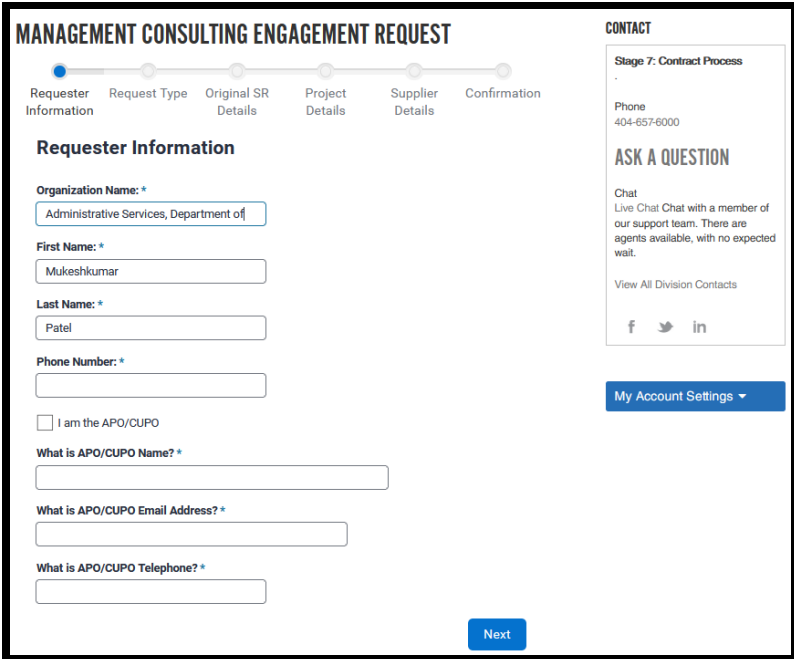 MANAGEMENT CONSULTING ENGAGEMENT REQUEST
Requester Information
Request Type
Original SR Details
Project Details
Supplier Details
Confirmation
Requester Information
Organization Name: *
Administrative Services, Department of
First Name: *
Mukeshkumar
Last Name: *
Patel
Phone Number: *
I am the APO/CUPO
What is APO/CUPO Name? *
What is APO/CUPO Email Address? *
What is APO/CUPO Telephone? *
Next
CONTACT
Stage 7: Contract Process
.
Phone
404-657-6000
ASK A QUESTION
Chat
Live Chat Chat with a member of
our support team. There are
agents available, with no expected
wait.
View All Division Contacts
f
in
My Account Settings